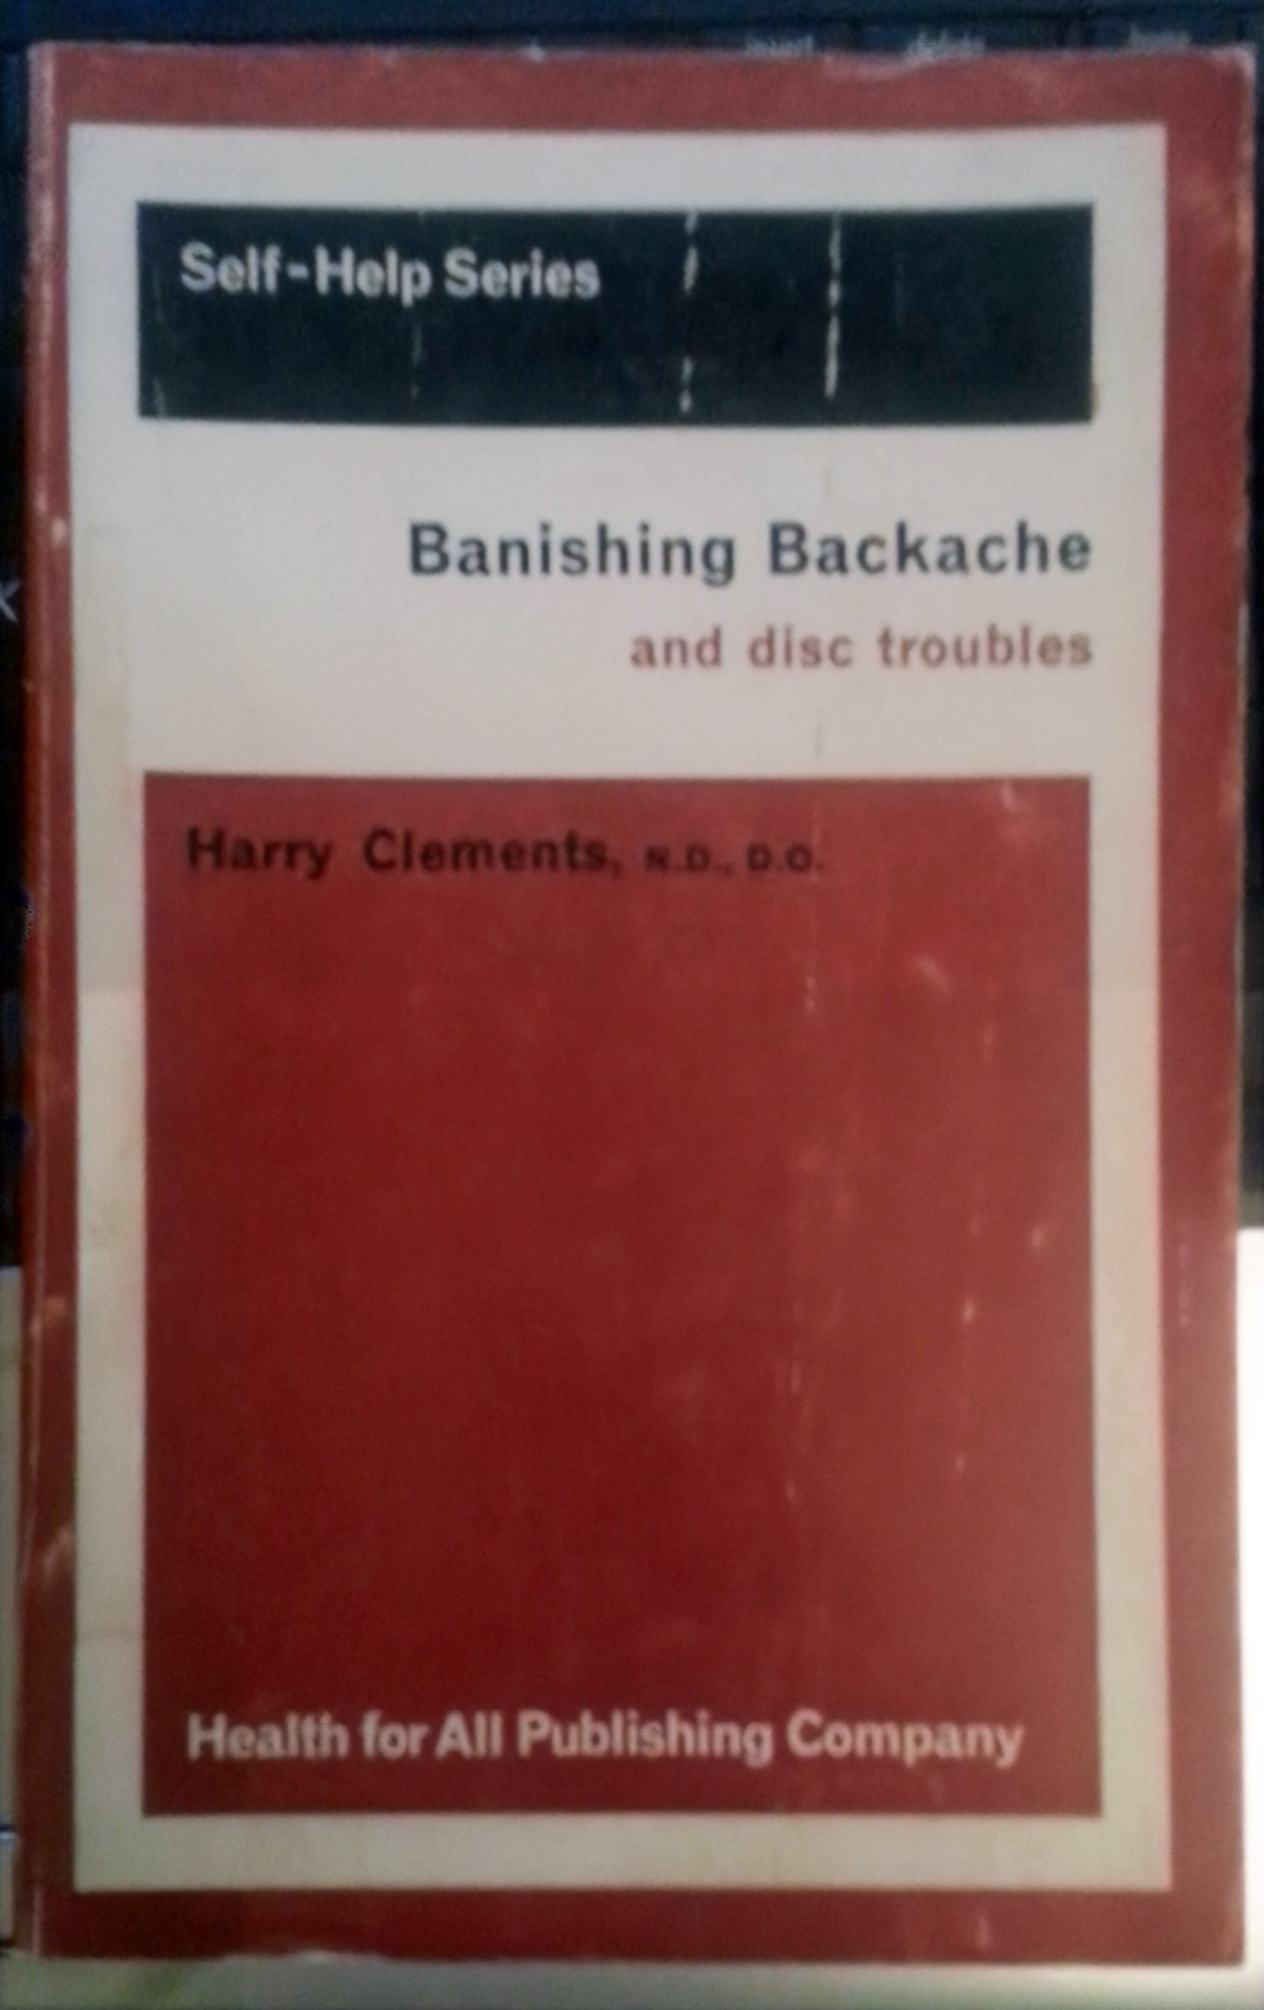 Self-Help Series
Banishing Backache
and disc troubles
Harry Clements, N.D., D.O.
Health for All Publishing Company